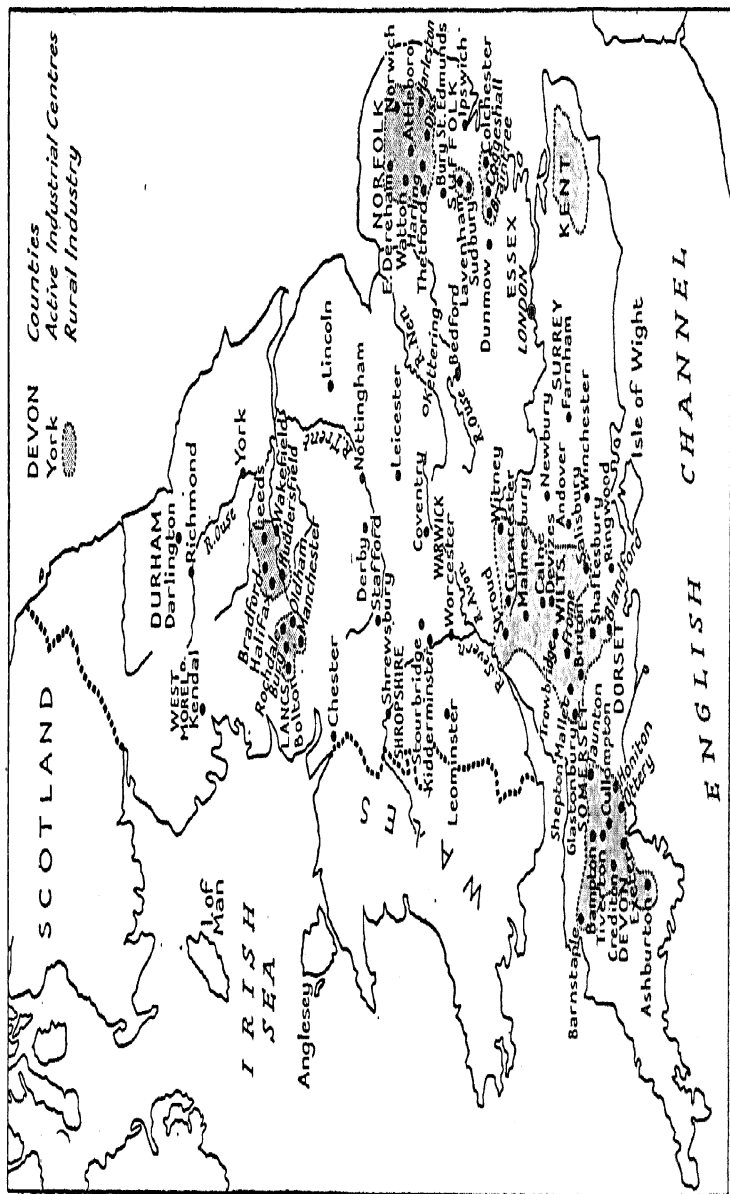 SCOTLAND
DEVON Counties
York Active Industrial Centres
Rural Industry
I. of
Man
IRISH
SEA
Anglesey
WALES
DURHAM
Darlington
Richmond
WEST
MORELD.
Kendal
R. Ouse
York
Bradford
Leeds
Halifax
Wakefield
Huddersfield
Rochdale
Bury
Oldham
LANCS
Bolton
Manchester
Chester
R. Trent
Lincoln
Nottingham
Derby
Stafford
Leicester
Shrewsbury
SHROPSHIRE
Stourbridge
Kidderminster
Leominster
Coventry
WARWICK
Worcester
R. Avon
R. Severn
R. Nen
Kettering
R. Ouse
Bedford
NORFOLK
E. Dereham
Norwich
Watton
Attleboro
Harling
Harleston
Thetford
Diss
Bury St. Edmunds
SUFFOLK
Lavenham
Ipswich
Sudbury
Colchester
Coggeshall
Braintree
Dunmow
ESSEX
LONDON
KENT
SURREY
Farnham
Stroud
Witney
Cirencester
Malmesbury
Calne
Newbury
Devizes
Trowbridge
WILTS.
Andover
Frome
Salisbury
Winchester
Shepton Mallet
Bruton
Shaftesbury
Glastonbury
Ringwood
Blandford
DORSET
Isle of Wight
SOMERSET
Taunton
Barnstaple
Bampton
Tiverton
Cullompton
Crediton
Honiton
DEVON
Ottery
Exeter
Ashburton
ENGLISH CHANNEL